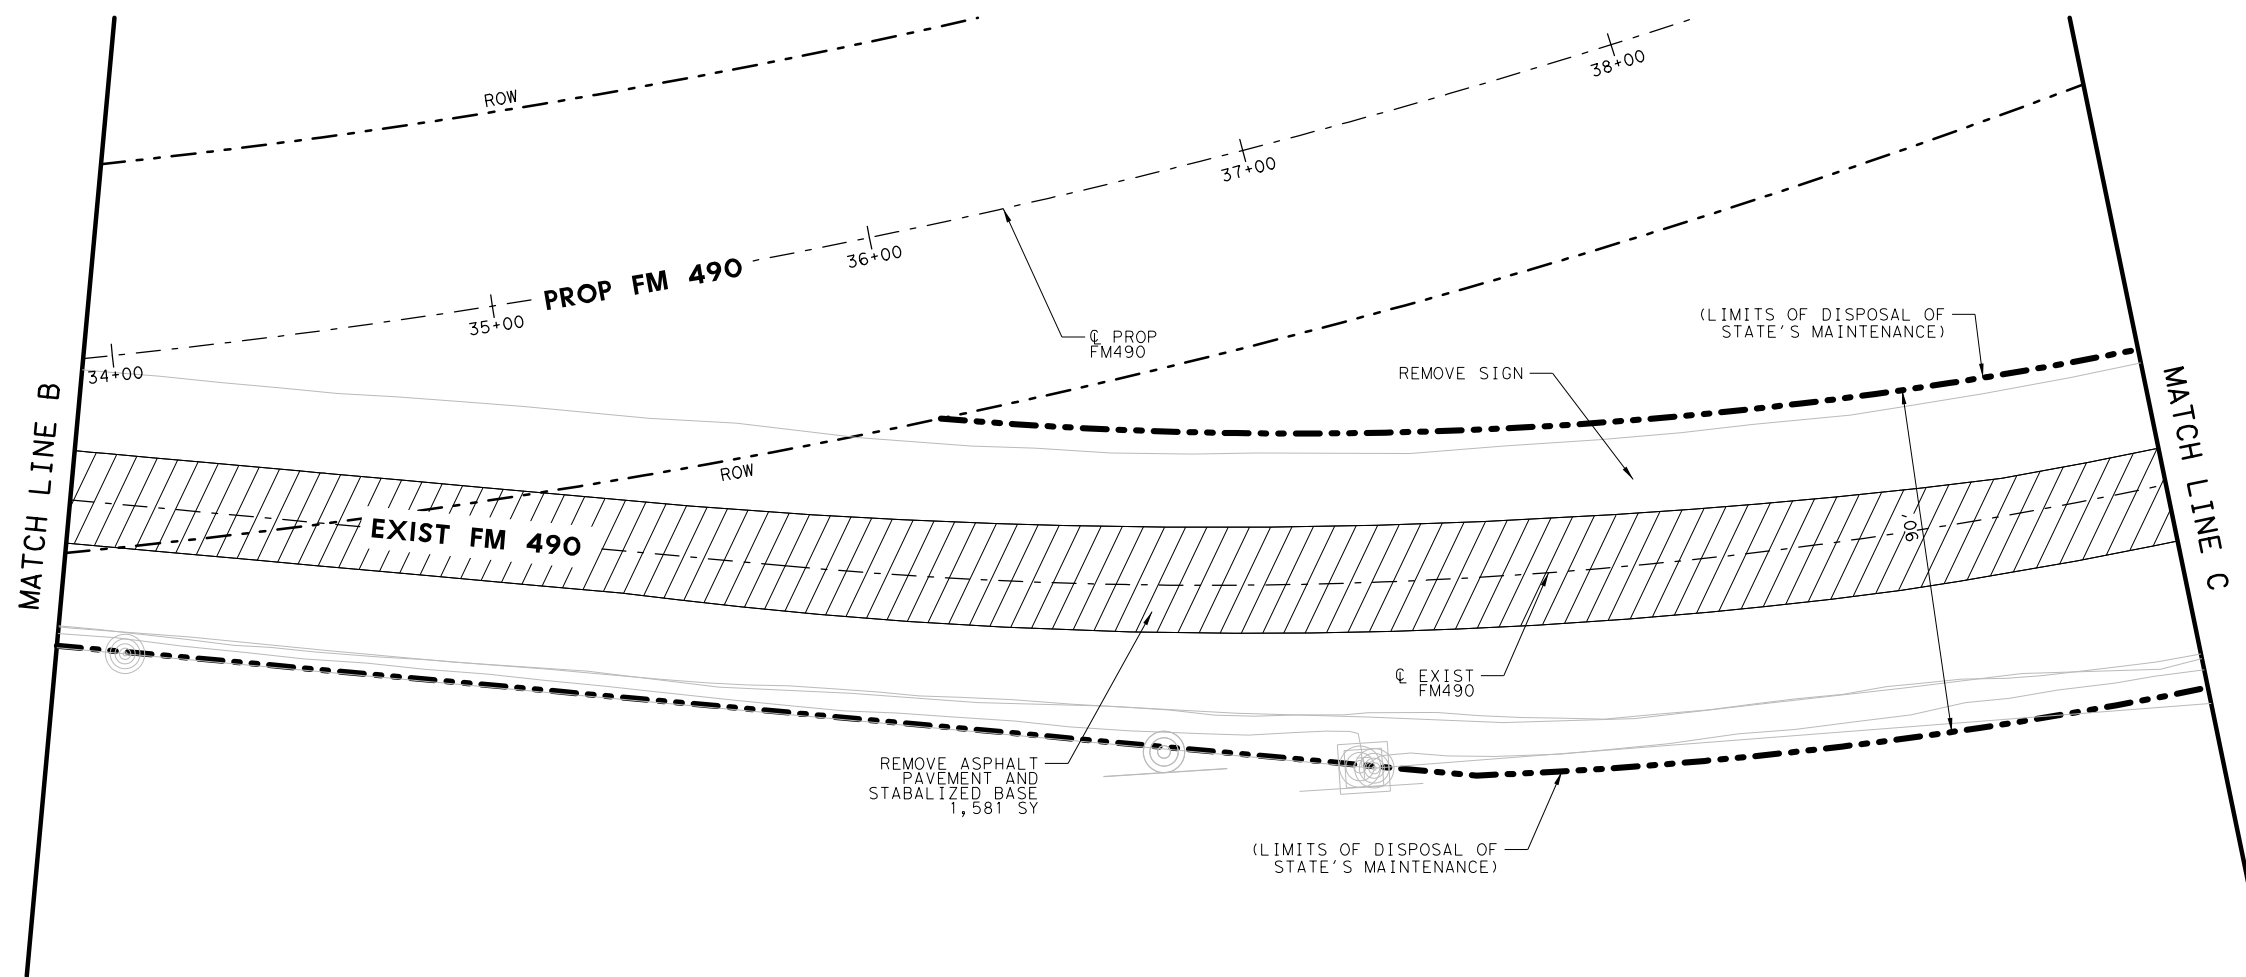 ROW
38+00
37+00
36+00
PROP FM 490
35+00
34+00
℄ PROP
FM490
(LIMITS OF DISPOSAL OF
STATE'S MAINTENANCE)
REMOVE SIGN
MATCH LINE B
MATCH LINE C
ROW
EXIST FM 490
90'
℄ EXIST
FM490
REMOVE ASPHALT
PAVEMENT AND
STABALIZED BASE
1,581 SY
(LIMITS OF DISPOSAL OF
STATE'S MAINTENANCE)